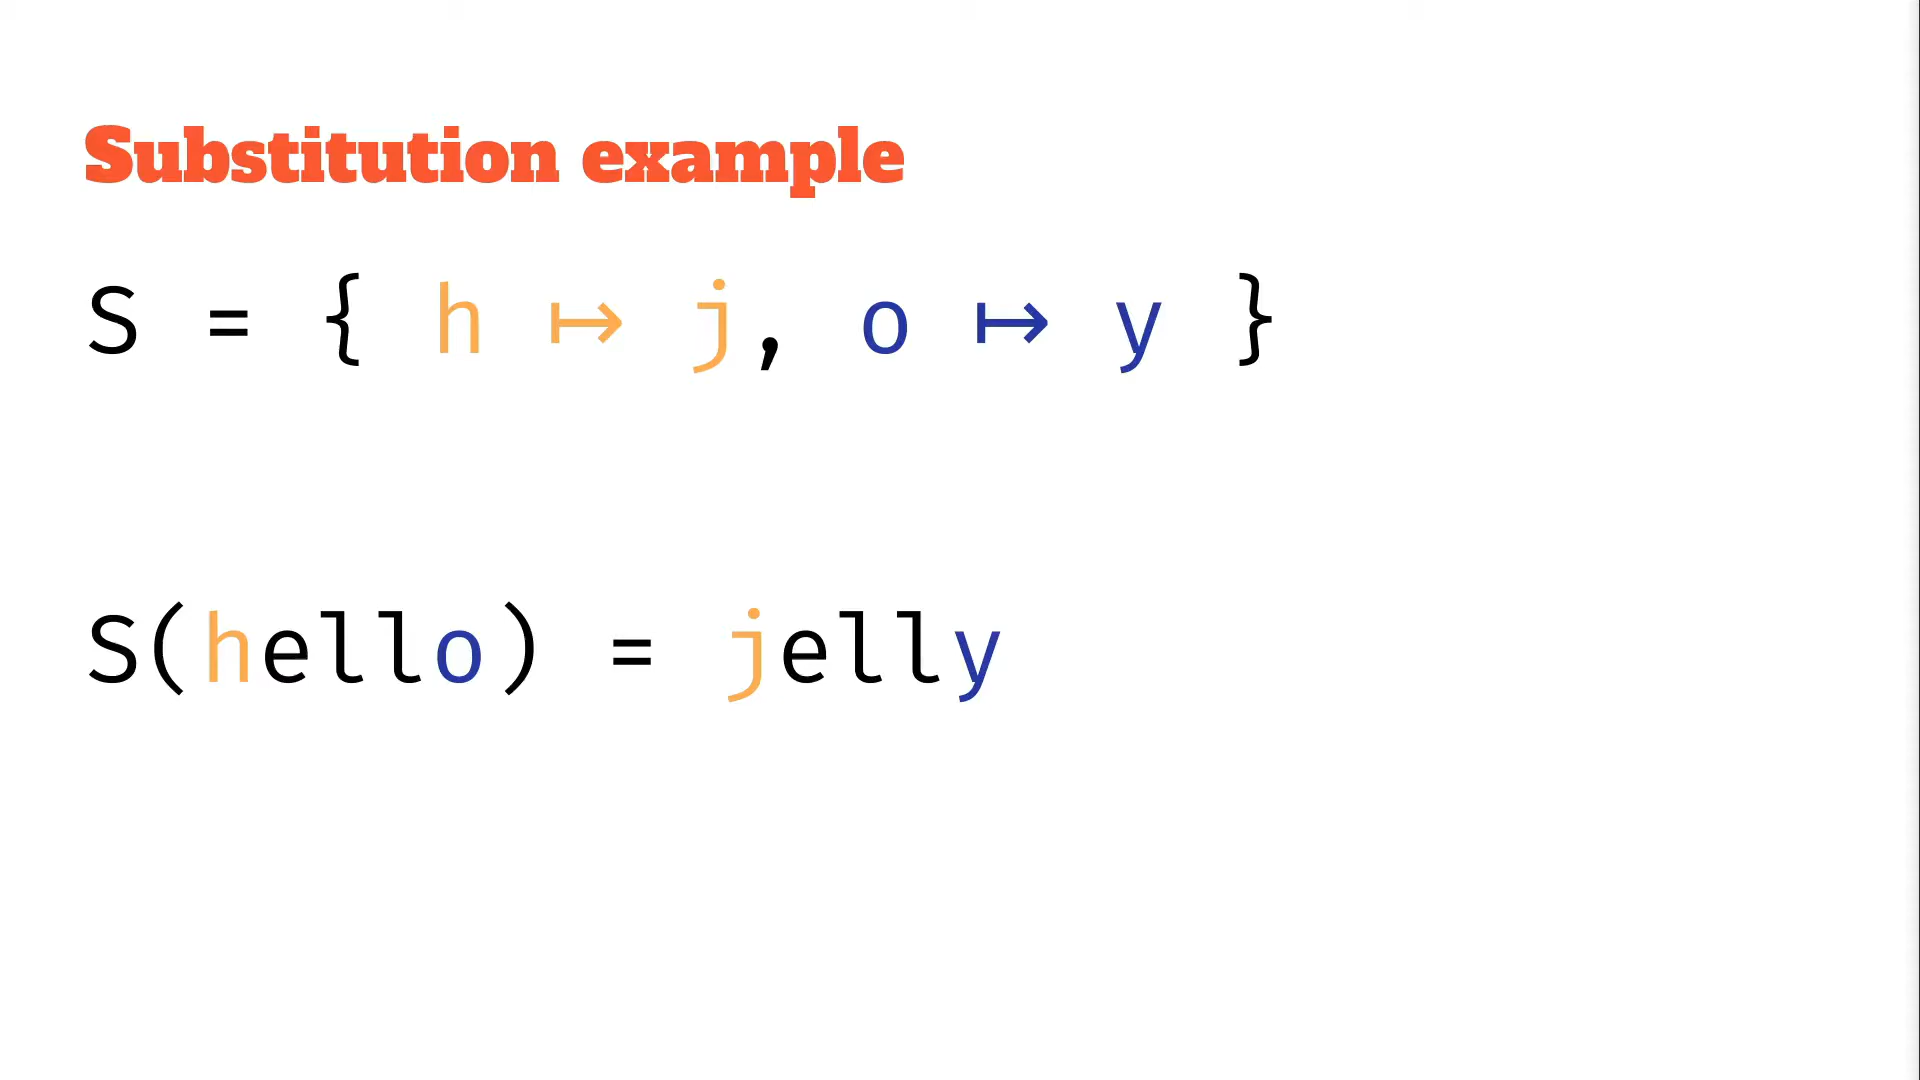 Substitution example
S = { h ↦ j, o ↦ y }
S(hello) = jelly